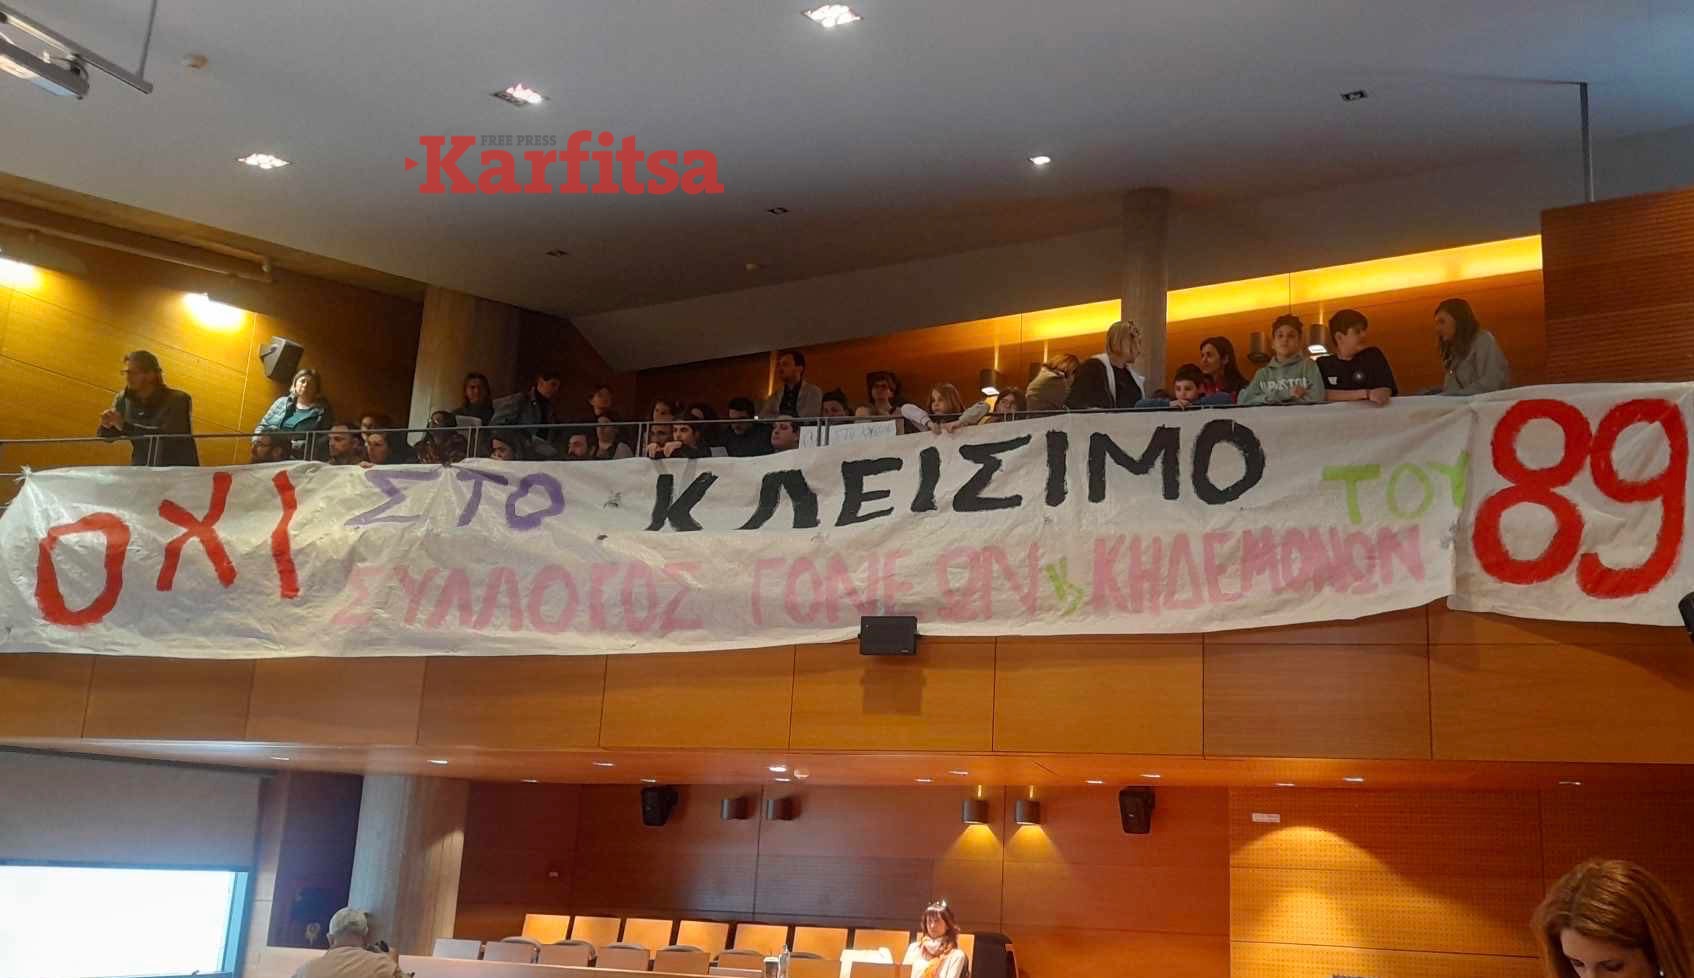 FREE PRESS
Karfitsa
ΟΧΙ ΣΤΟ ΚΛΕΙΣΙΜΟ ΤΟΥ 89
ΣΥΛΛΟΓΟΣ ΓΟΝΕΩΝ Κ ΚΗΔΕΜΟΝΩΝ